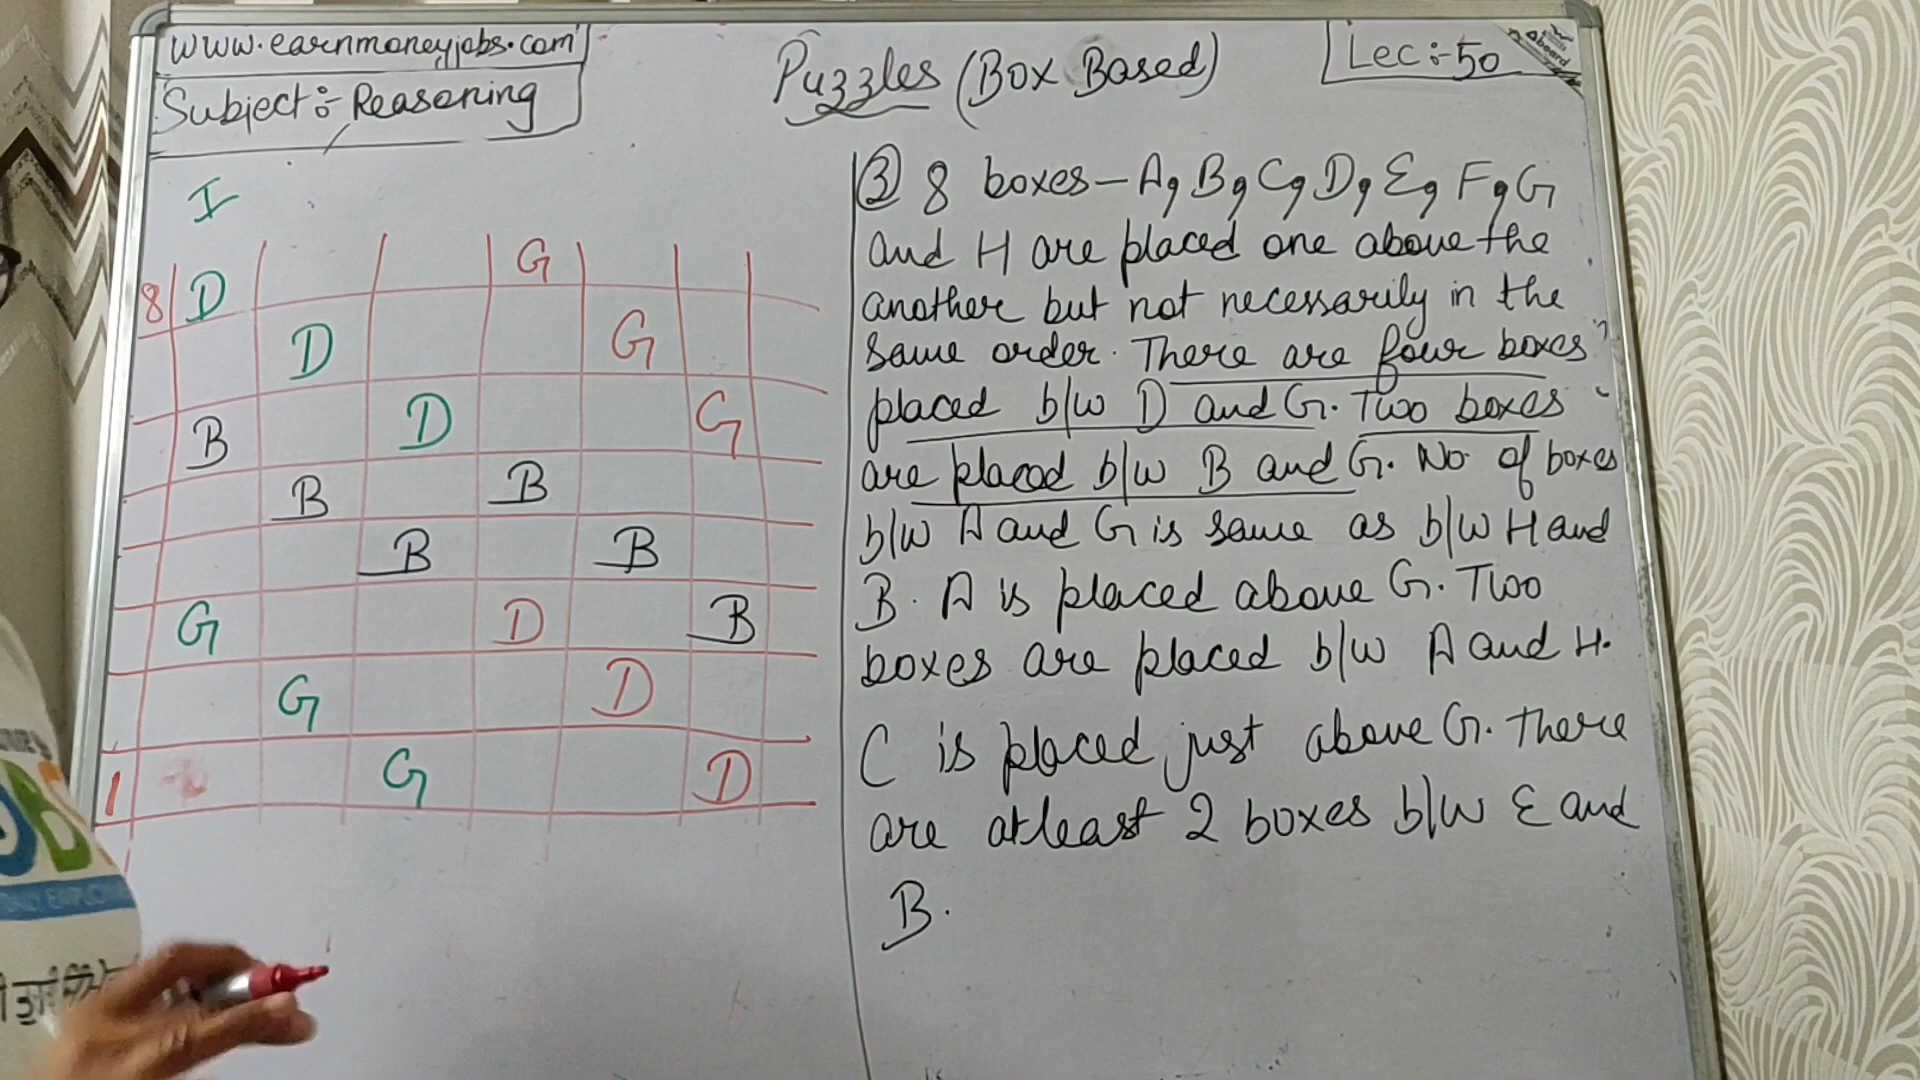 www.earnmoneyjobs.com
Subject:- Reasoning
Puzzles (Box Based)
Lec:-50
I
G
8 D
D G
B D G
B B
B B
G D B
G D
1 G D
③ 8 boxes – A, B, C, D, E, F, G
and H are placed one above the
another but not necessarily in the
same order. There are four boxes
placed b/w D and G. Two boxes
are placed b/w B and G. No. of boxes
b/w A and G is same as b/w H and
B. A is placed above G. Two
boxes are placed b/w A and H.
C is placed just above G. There
are atleast 2 boxes b/w E and
B.